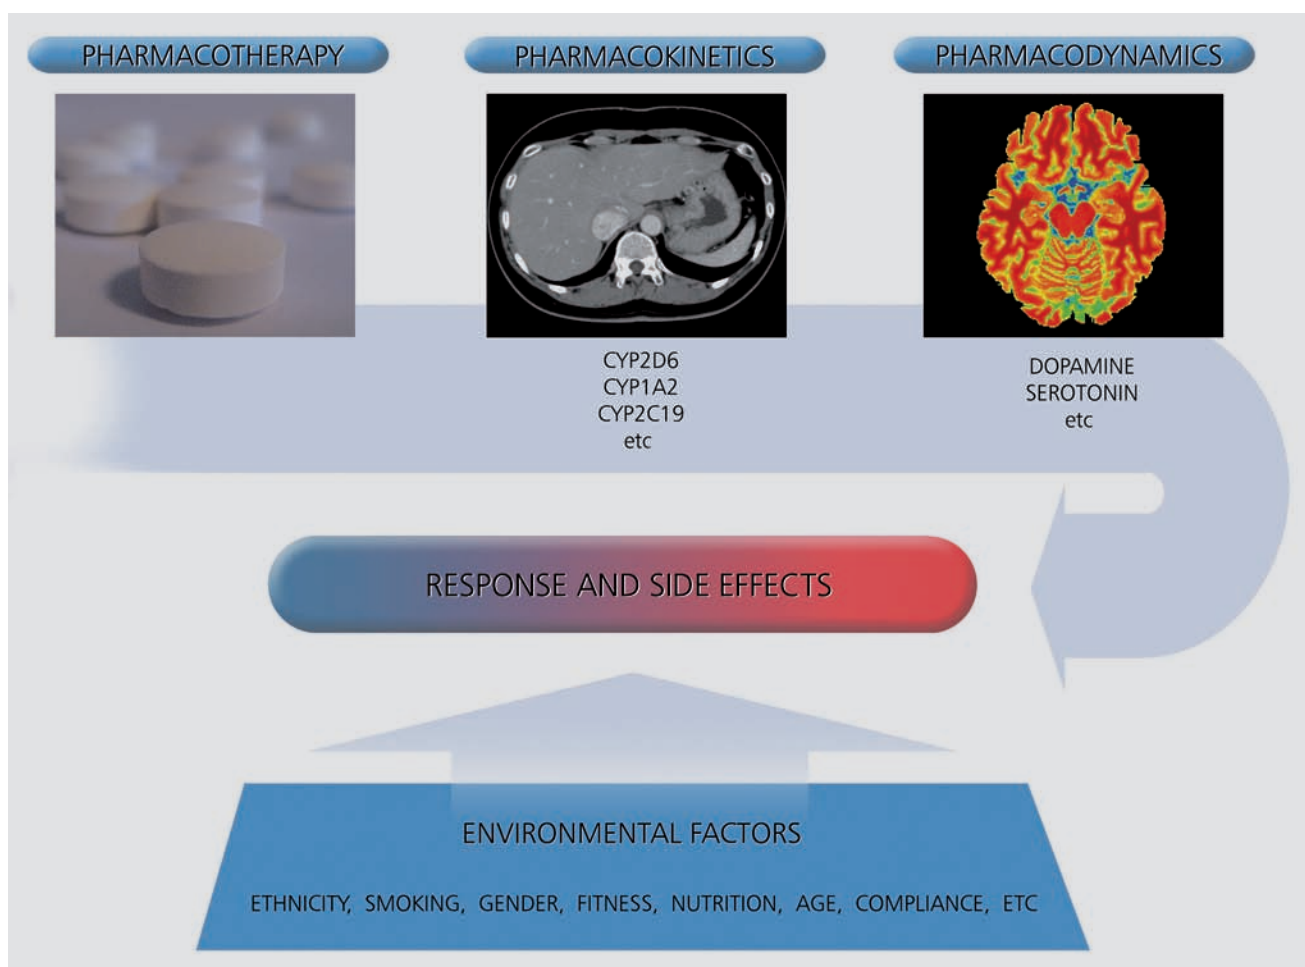 PHARMACOTHERAPY
PHARMACOKINETICS
PHARMACODYNAMICS
CYP2D6
CYP1A2
CYP2C19
etc
DOPAMINE
SEROTONIN
etc
RESPONSE AND SIDE EFFECTS
ENVIRONMENTAL FACTORS
ETHNICITY, SMOKING, GENDER, FITNESS, NUTRITION, AGE, COMPLIANCE, ETC